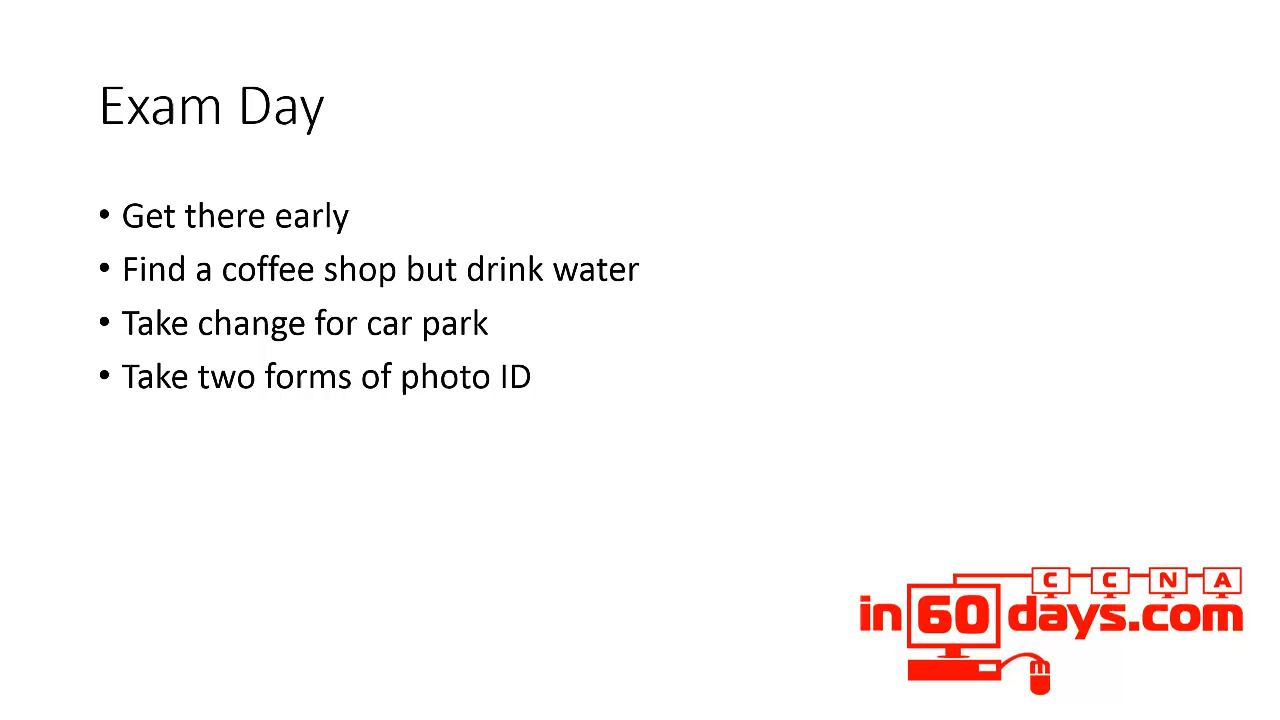 Exam Day
• Get there early
• Find a coffee shop but drink water
• Take change for car park
• Take two forms of photo ID
C C N A
in 60 days.com